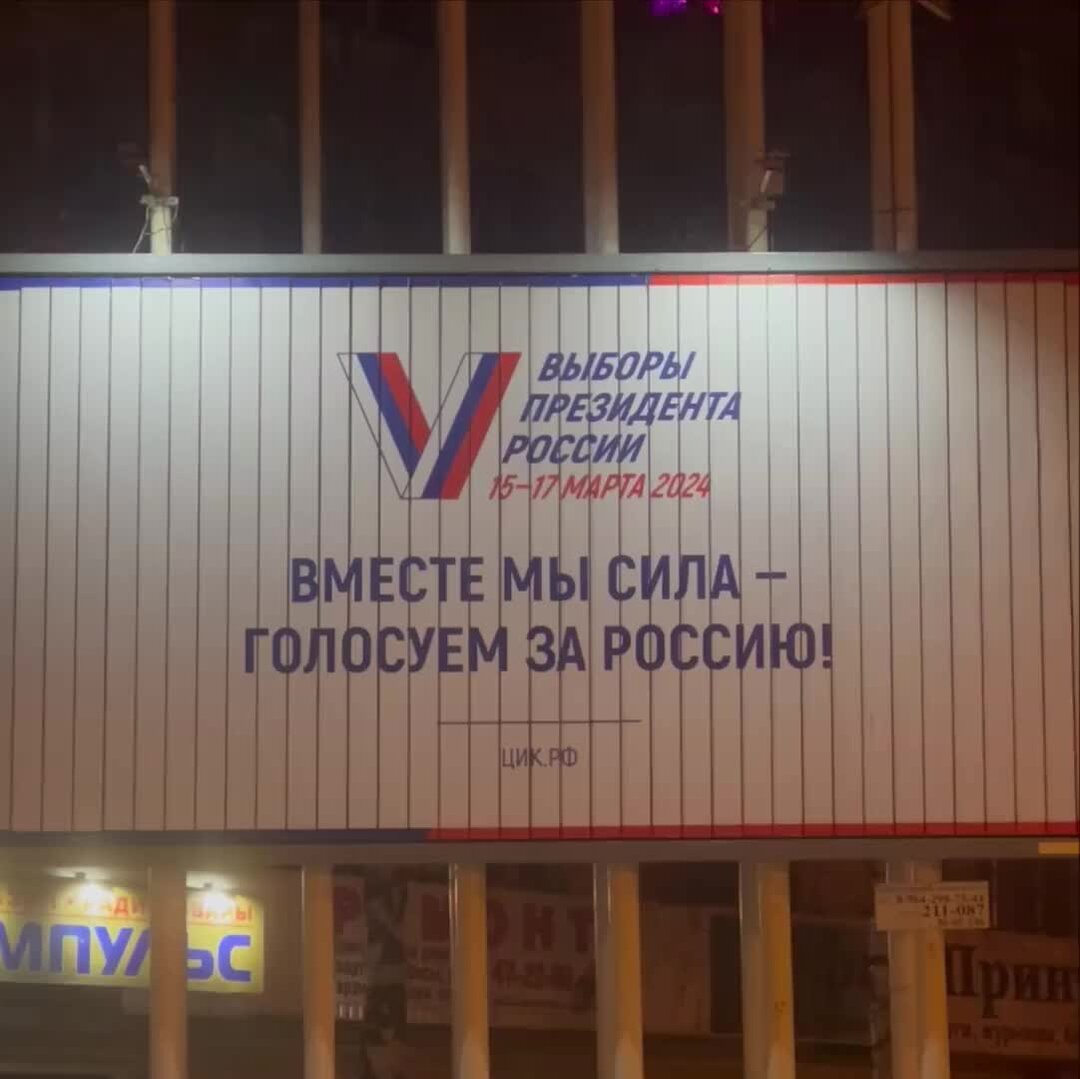 ВЫБОРЫ
ПРЕЗИДЕНТА
РОССИИ
15–17 МАРТА 2024
ВМЕСТЕ МЫ СИЛА –
ГОЛОСУЕМ ЗА РОССИЮ!
ЦИК.РФ
МПУЛЬС
211-087
Прин